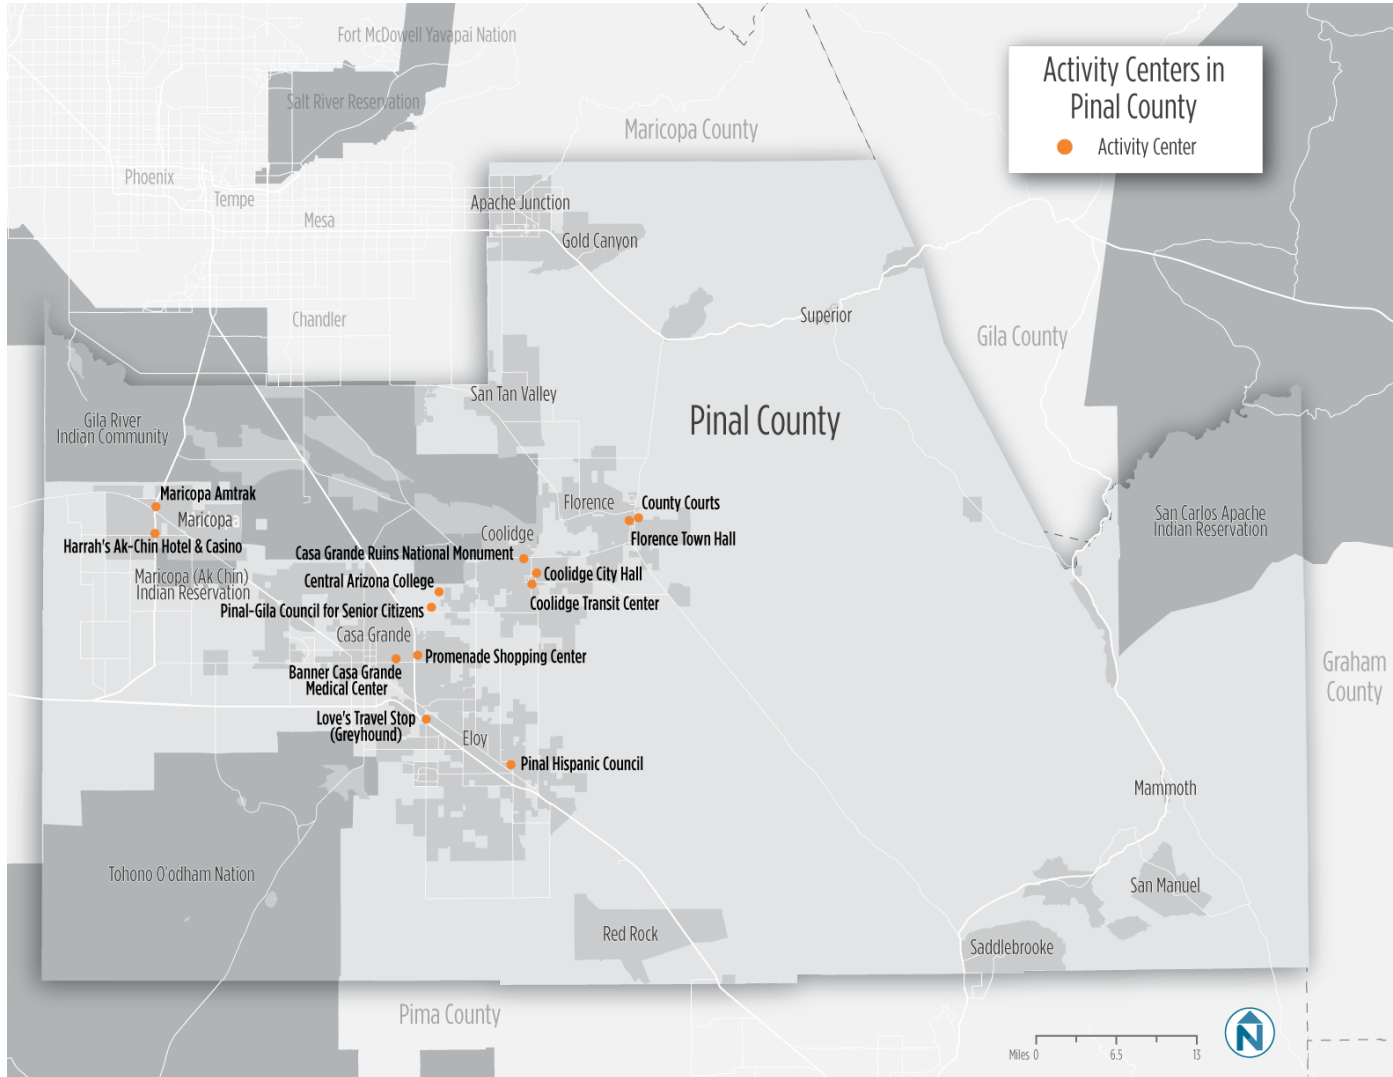 Fort McDowell Yavapai Nation
Activity Centers in
Pinal County
Activity Center
Salt River Reservation
Maricopa County
Phoenix
Tempe
Mesa
Apache Junction
Gold Canyon
Chandler
Superior
Gila County
San Tan Valley
Pinal County
Gila River
Indian Community
Maricopa Amtrak
Maricopa
Harrah's Ak-Chin Hotel & Casino
Florence
County Courts
Florence Town Hall
San Carlos Apache
Indian Reservation
Coolidge
Casa Grande Ruins National Monument
Coolidge City Hall
Maricopa (Ak Chin)
Indian Reservation
Central Arizona College
Coolidge Transit Center
Pinal-Gila Council for Senior Citizens
Casa Grande
Promenade Shopping Center
Banner Casa Grande
Medical Center
Graham
County
Love's Travel Stop
(Greyhound)
Eloy
Pinal Hispanic Council
Mammoth
Tohono O'odham Nation
San Manuel
Red Rock
Saddlebrooke
Pima County
N
Miles 0 6.5 13